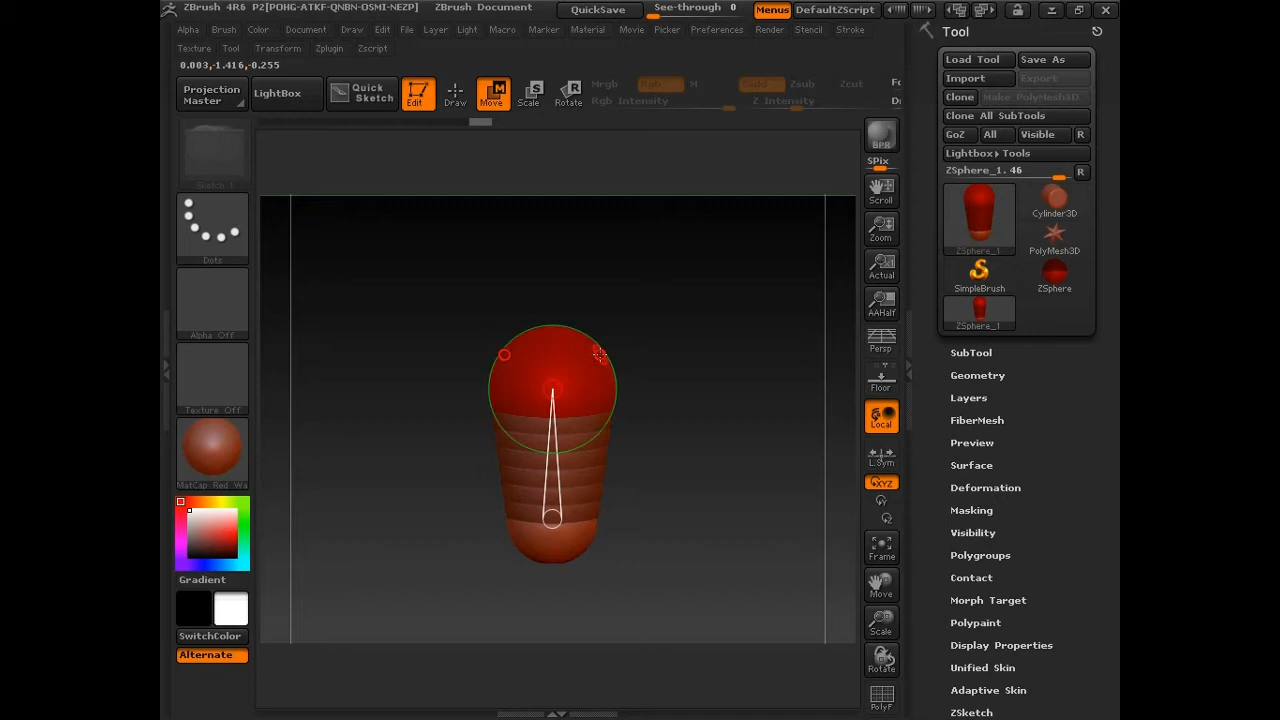 ZBrush 4R6 P2[POHG-ATKF-QNBN-OSMI-NEZP] ZBrush Document QuickSave See-through 0 Menus DefaultZScript
Alpha Brush Color Document Draw Edit File Layer Light Macro Marker Material Movie Picker Preferences Render Stencil Stroke
Texture Tool Transform Zplugin Zscript
0.003,-1.416,-0.255
Projection Master
LightBox
Quick Sketch
Edit
Draw
Move
Scale
Rotate
Mrgb Rgb M
Rgb Intensity
Zadd Zsub Zcut
Z Intensity
Fo
Dr
Sketch 1
Dots
Alpha Off
Texture Off
MatCap Red Wa
Gradient
SwitchColor
Alternate
BPR
SPix
Scroll
Zoom
Actual
AAHalf
Persp
Floor
Local
L.Sym
XYZ
Y
Z
Frame
Move
Scale
Rotate
PolyF
Tool
Load Tool Save As
Import Export
Clone Make PolyMesh3D
Clone All SubTools
GoZ All Visible R
Lightbox▸Tools
ZSphere_1. 46 R
ZSphere_1
Cylinder3D
PolyMesh3D
SimpleBrush
ZSphere
ZSphere_1
SubTool
Geometry
Layers
FiberMesh
Preview
Surface
Deformation
Masking
Visibility
Polygroups
Contact
Morph Target
Polypaint
Display Properties
Unified Skin
Adaptive Skin
ZSketch